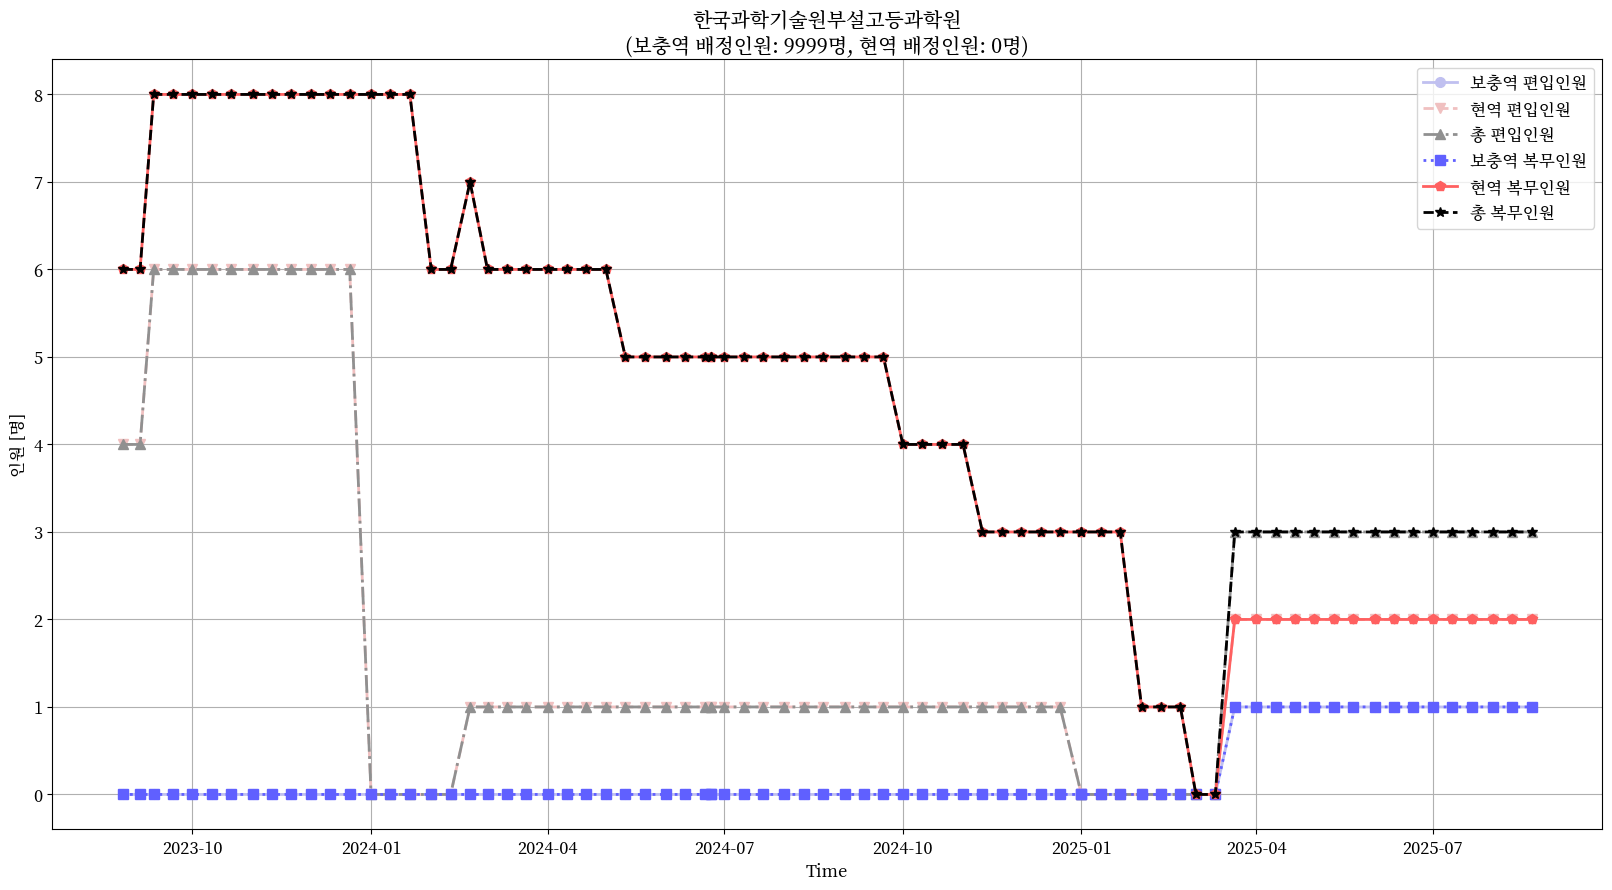 한국과학기술원부설고등과학원
(보충역 배정인원: 9999명, 현역 배정인원: 0명)
보충역 편입인원
현역 편입인원
총 편입인원
보충역 복무인원
현역 복무인원
총 복무인원
8
7
6
5
4
3
2
1
0
인원 [명]
2023-10
2024-01
2024-04
2024-07
2024-10
2025-01
2025-04
2025-07
Time